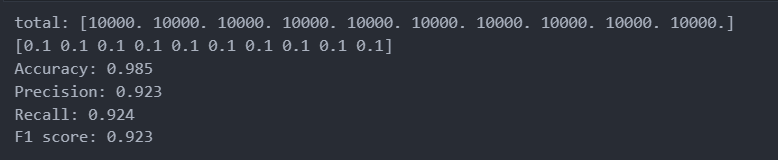 total: [10000. 10000. 10000. 10000. 10000. 10000. 10000. 10000. 10000. 10000.]
[0.1 0.1 0.1 0.1 0.1 0.1 0.1 0.1 0.1 0.1]
Accuracy: 0.985
Precision: 0.923
Recall: 0.924
F1 score: 0.923